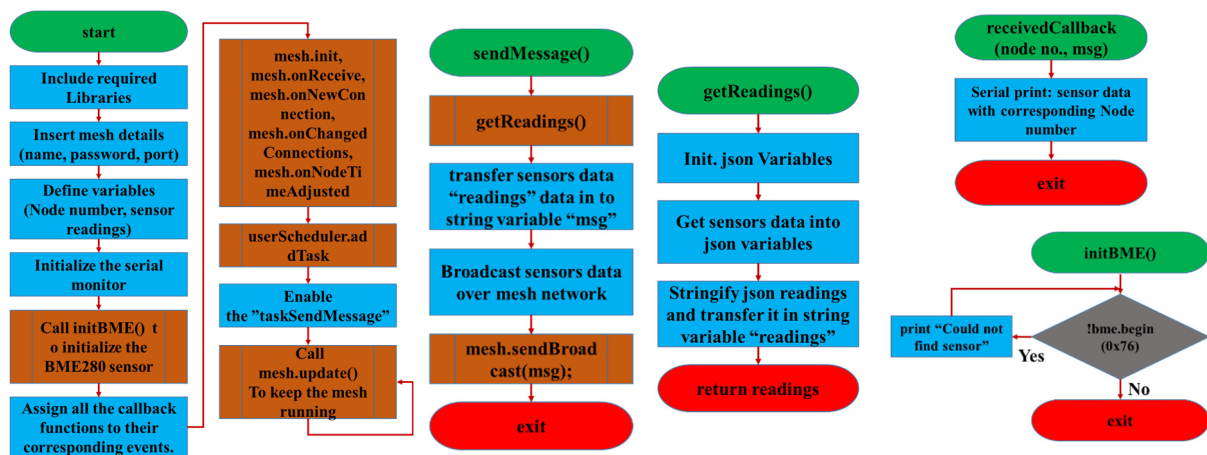 start
Include required
Libraries
Insert mesh details
(name, password, port)
Define variables
(Node number, sensor
readings)
Initialize the serial
monitor
Call initBME() t
o initialize the
BME280 sensor
Assign all the callback
functions to their
corresponding events.
mesh.init,
mesh.onReceive,
mesh.onNewCon
nection,
mesh.onChanged
Connections,
mesh.onNodeTi
meAdjusted
userScheduler.ad
dTask
Enable
the "taskSendMessage”
Call
mesh.update()
To keep the mesh
running
sendMessage()
getReadings()
transfer sensors data
“readings” data in to
string variable “msg”
Broadcast sensors data
over mesh network
mesh.sendBroad
cast(msg);
exit
getReadings()
Init. json Variables
Get sensors data into
json variables
Stringify json readings
and transfer it in string
variable “readings”
return readings
receivedCallback
(node no., msg)
Serial print: sensor data
with corresponding Node
number
exit
initBME()
!bme.begin
(0x76)
print “Could not
find sensor”
Yes
No
exit